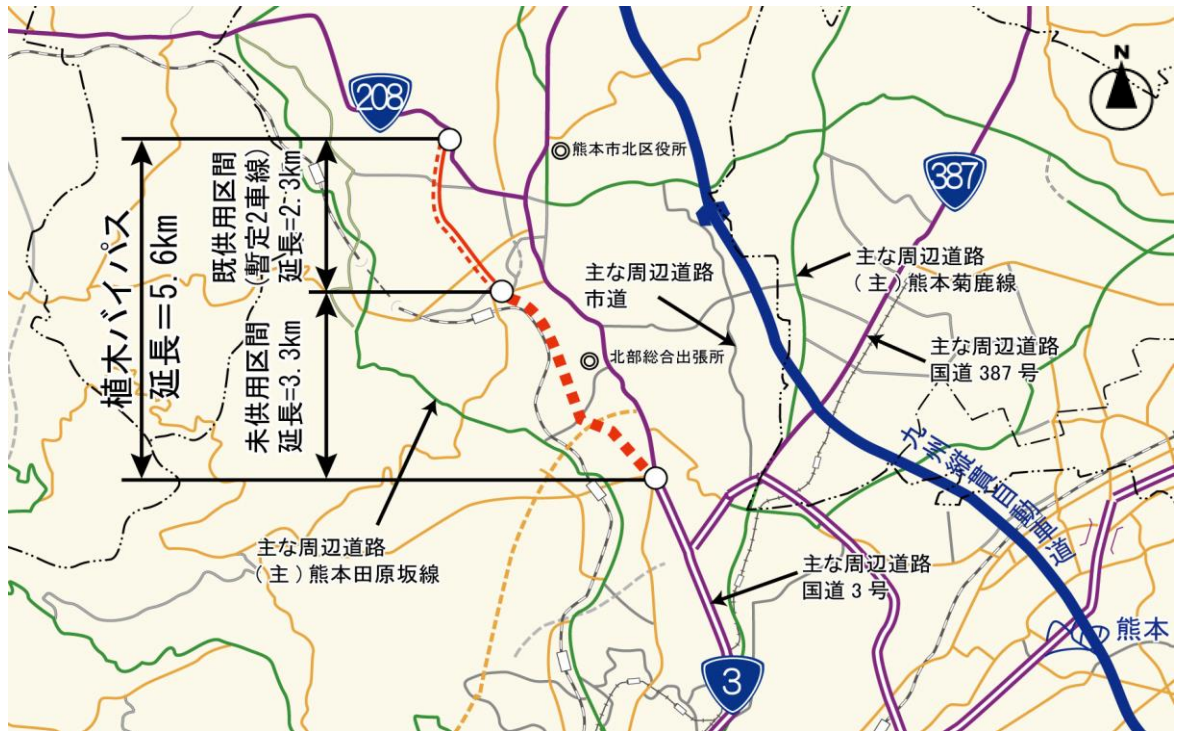 N
208
387
3
熊本市北区役所
植木バイパス
延長=5.6km
既供用区間
(暫定2車線)
延長=2.3km
未供用区間
延長=3.3km
主な周辺道路
市道
主な周辺道路
(主)熊本菊鹿線
主な周辺道路
国道387号
北部総合出張所
九州縦貫自動車道
主な周辺道路
(主)熊本田原坂線
主な周辺道路
国道3号
熊本